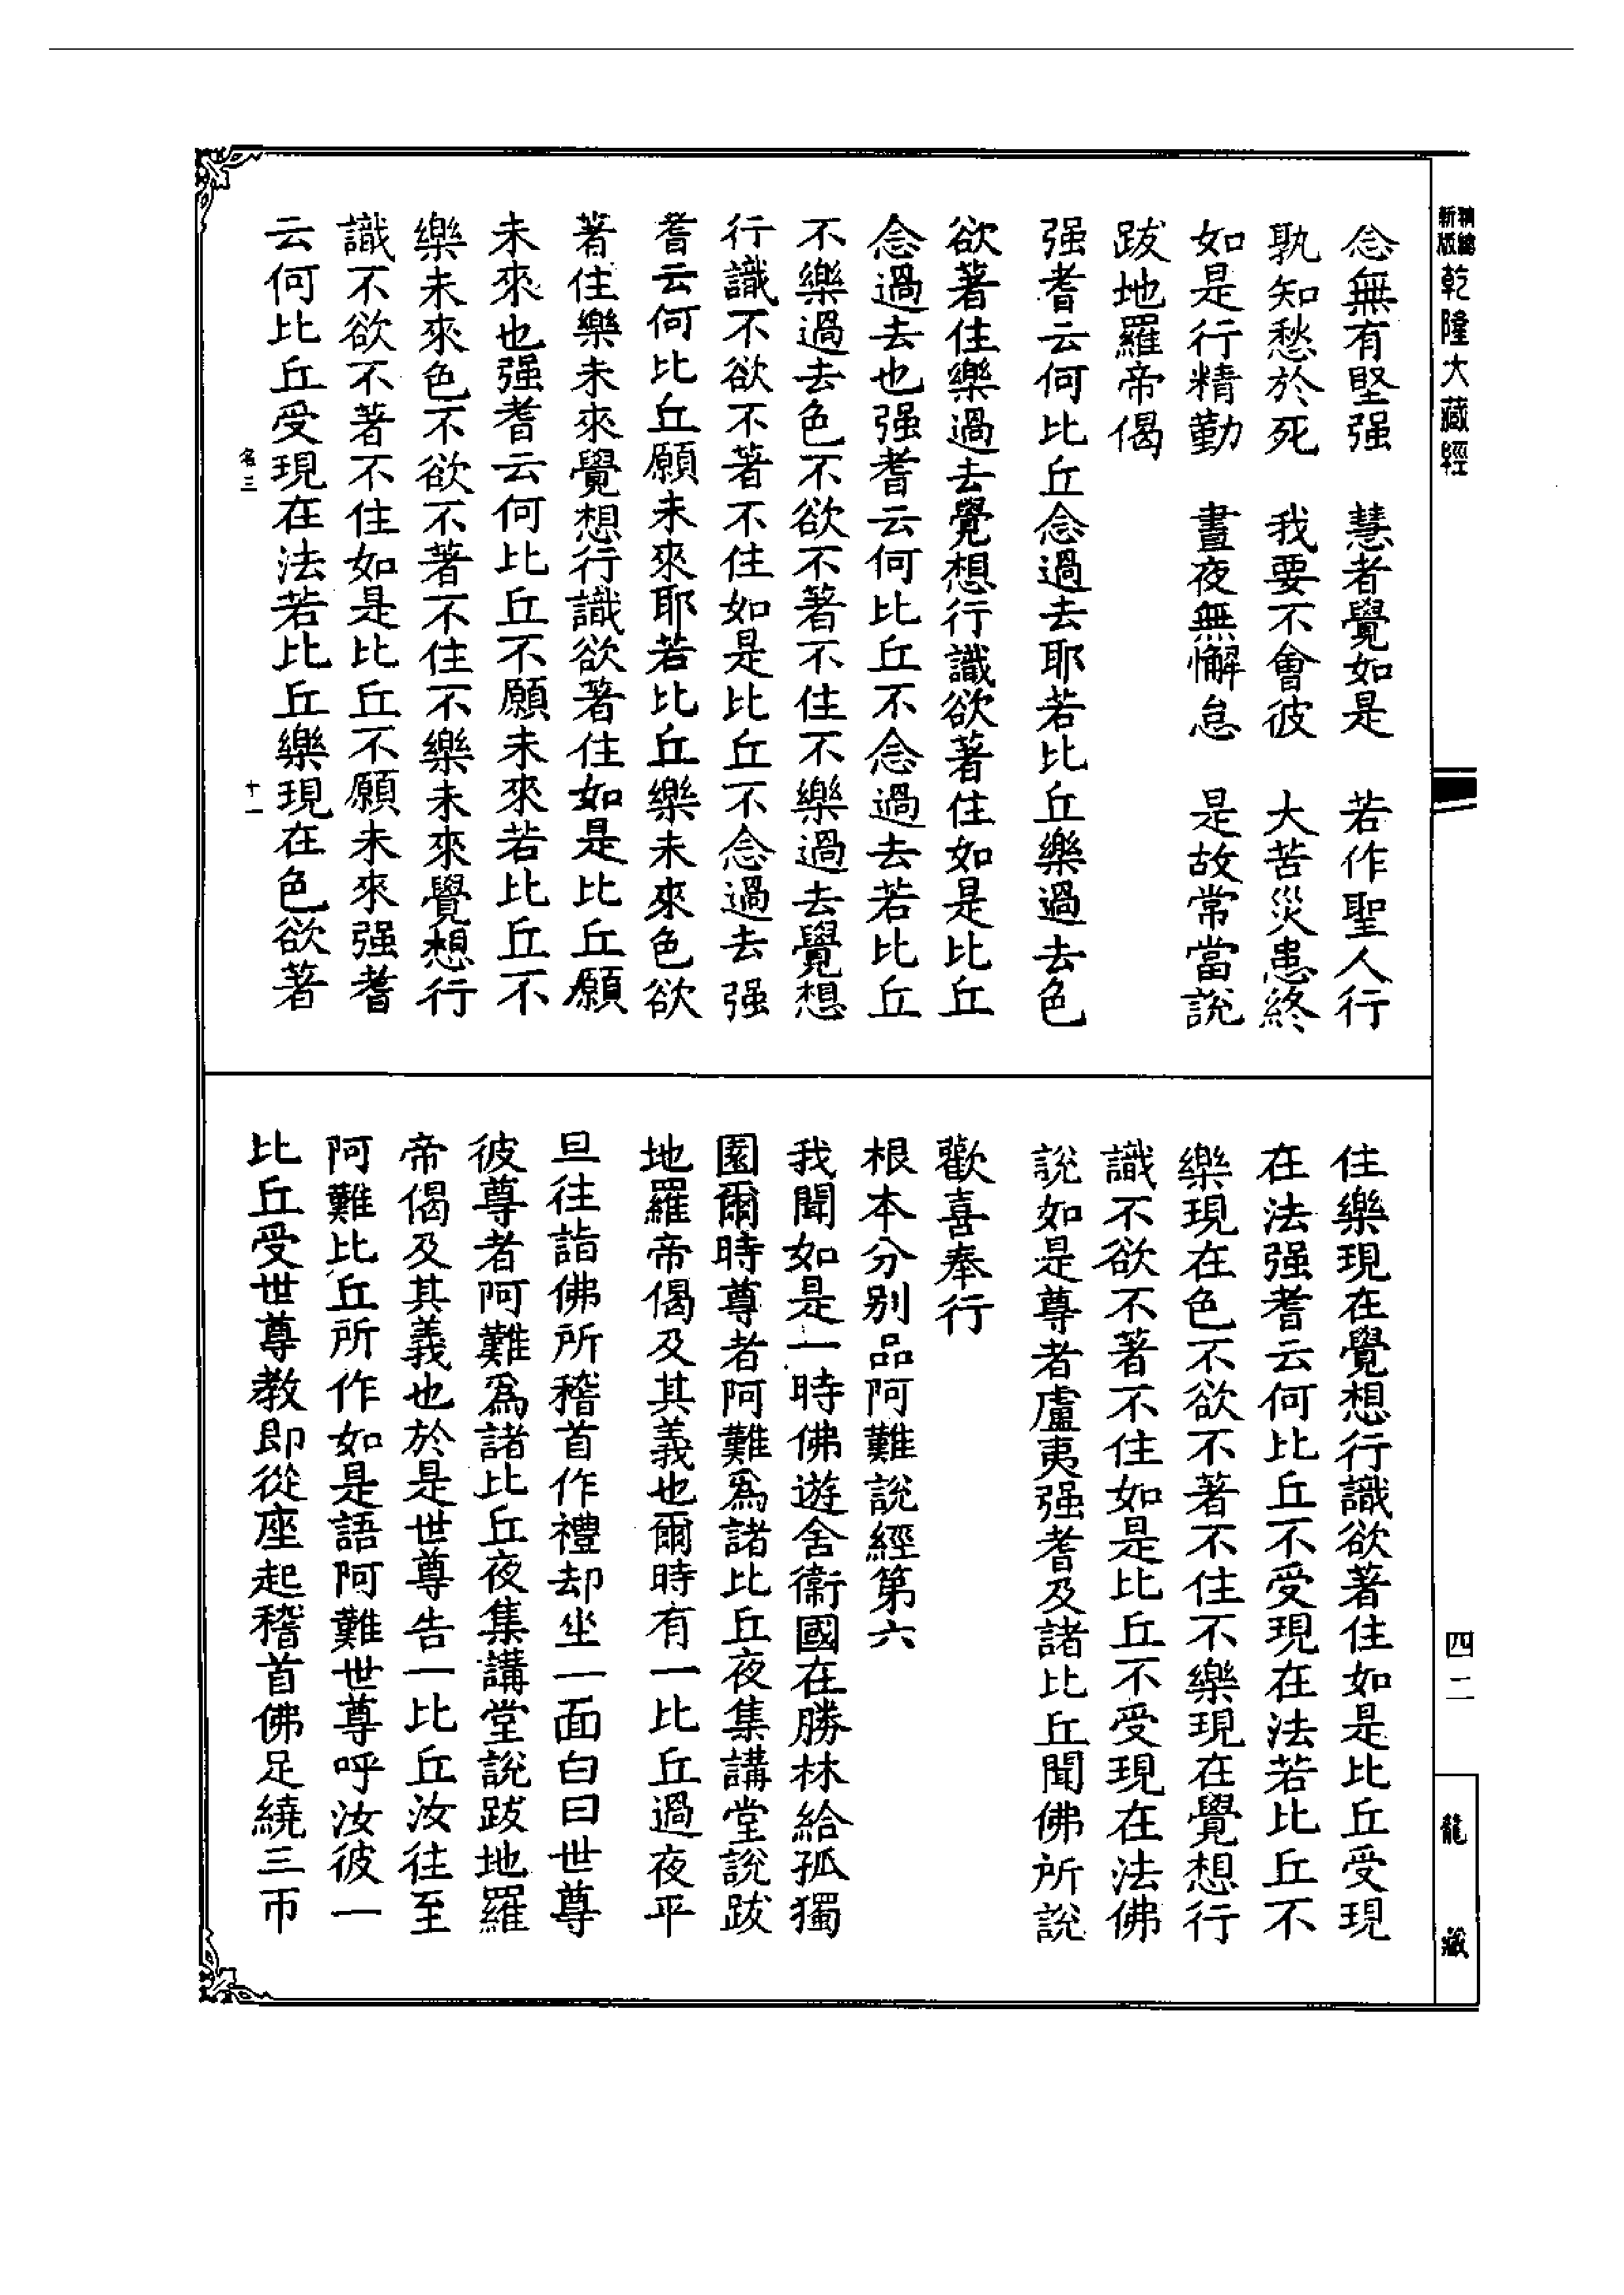 新版
精縮
乾隆大藏經
念無有堅强　慧者覺如是　若作聖人行
孰知愁於死　我要不會彼　大苦災患終
如是行精勤　晝夜無懈怠　是故常當說
跋地羅帝偈
强耆云何比丘念過去耶若比丘樂過去色
欲著住樂過去覺想行識欲著住如是比丘
念過去也强耆云何比丘不念過去若比丘
不樂過去色不欲不著不住不樂過去覺想
行識不欲不著不住如是比丘不念過去强
耆云何比丘願未來耶若比丘樂未來色欲
著住樂未來覺想行識欲著住如是比丘願
未來也强耆云何比丘不願未來若比丘不
樂未來色不欲不著不住不樂未來覺想行
識不欲不著不住如是比丘不願未來强耆
云何比丘受現在法若比丘樂現在色欲著
名三　十一
住樂現在覺想行識欲著住如是比丘受現
在法强耆云何比丘不受現在法若比丘不
樂現在色不欲不著不住不樂現在覺想行
識不欲不著不住如是比丘不受現在法佛
說如是尊者盧夷强耆及諸比丘聞佛所說
歡喜奉行
根本分别品阿難說經第六
我聞如是一時佛遊舍衞國在勝林給孤獨
園爾時尊者阿難爲諸比丘夜集講堂說跋
地羅帝偈及其義也爾時有一比丘過夜平
旦往詣佛所稽首作禮却坐一面白曰世尊
彼尊者阿難爲諸比丘夜集講堂說跋地羅
帝偈及其義也於是世尊告一比丘汝往至
阿難比丘所作如是語阿難世尊呼汝彼一
比丘受世尊教即從座起稽首佛足繞三帀
四二
龍藏